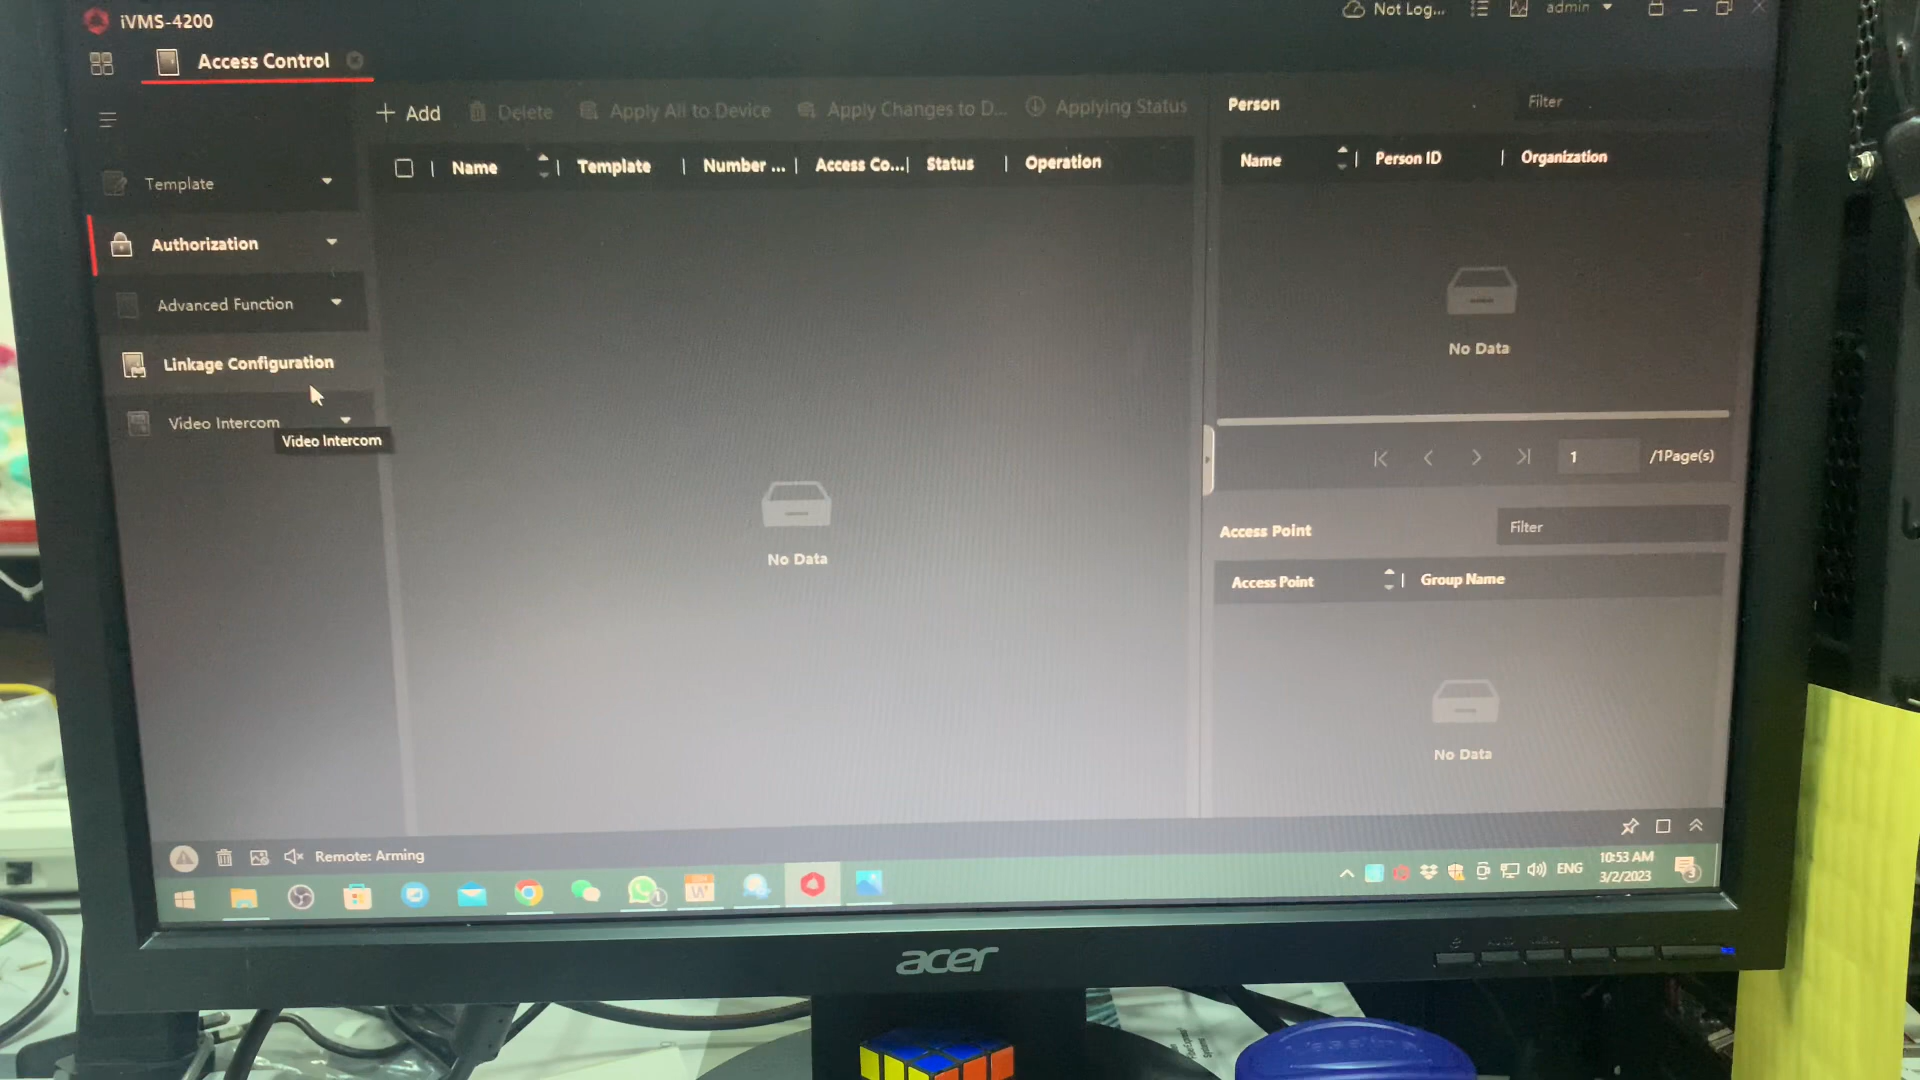 iVMS-4200
Not Log...
admin
Access Control
Add
Delete
Apply All to Device
Apply Changes to D...
Applying Status
Person
Filter
Name
Template
Number ...
Access Co...
Status
Operation
Name
Person ID
Organization
Template
Authorization
Advanced Function
Linkage Configuration
Video Intercom
Video Intercom
No Data
1
/1Page(s)
Access Point
Filter
Access Point
Group Name
No Data
No Data
Remote: Arming
1
W
ENG
10:53 AM
3/2/2023
3
acer